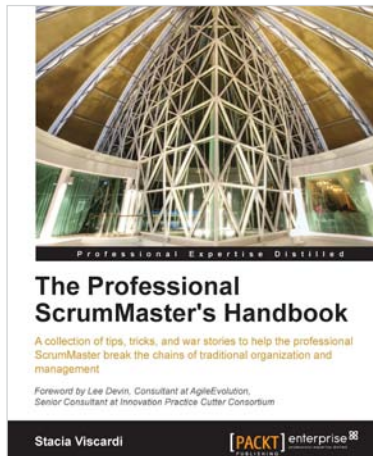 Professional Expertise Distilled
The Professional
ScrumMaster's Handbook
A collection of tips, tricks, and war stories to help the professional
ScrumMaster break the chains of traditional organization and
management
Foreword by Lee Devin, Consultant at AgileEvolution,
Senior Consultant at Innovation Practice Cutter Consortium
Stacia Viscardi
[PACKT] enterprise
PUBLISHING